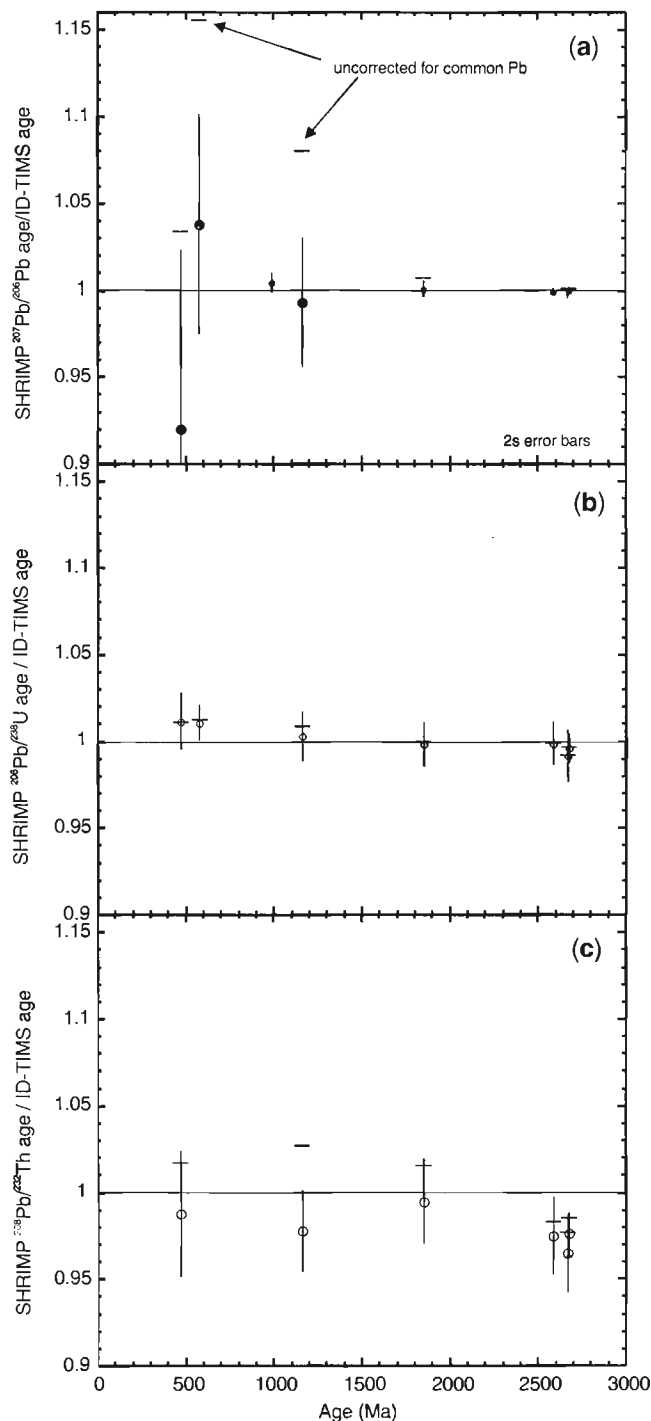 1.15
1.1
1.05
1
0.95
0.9
SHRIMP ²⁰⁷Pb/²⁰⁶Pb age/ID-TIMS age
(a)
uncorrected for common Pb
2s error bars
1.15
1.1
1.05
1
0.95
0.9
SHRIMP ²⁰⁶Pb/²³⁸U age / ID-TIMS age
(b)
1.15
1.1
1.05
1
0.95
0.9
SHRIMP ²⁰⁸Pb/²³²Th age / ID-TIMS age
(c)
0 500 1000 1500 2000 2500 3000
Age (Ma)